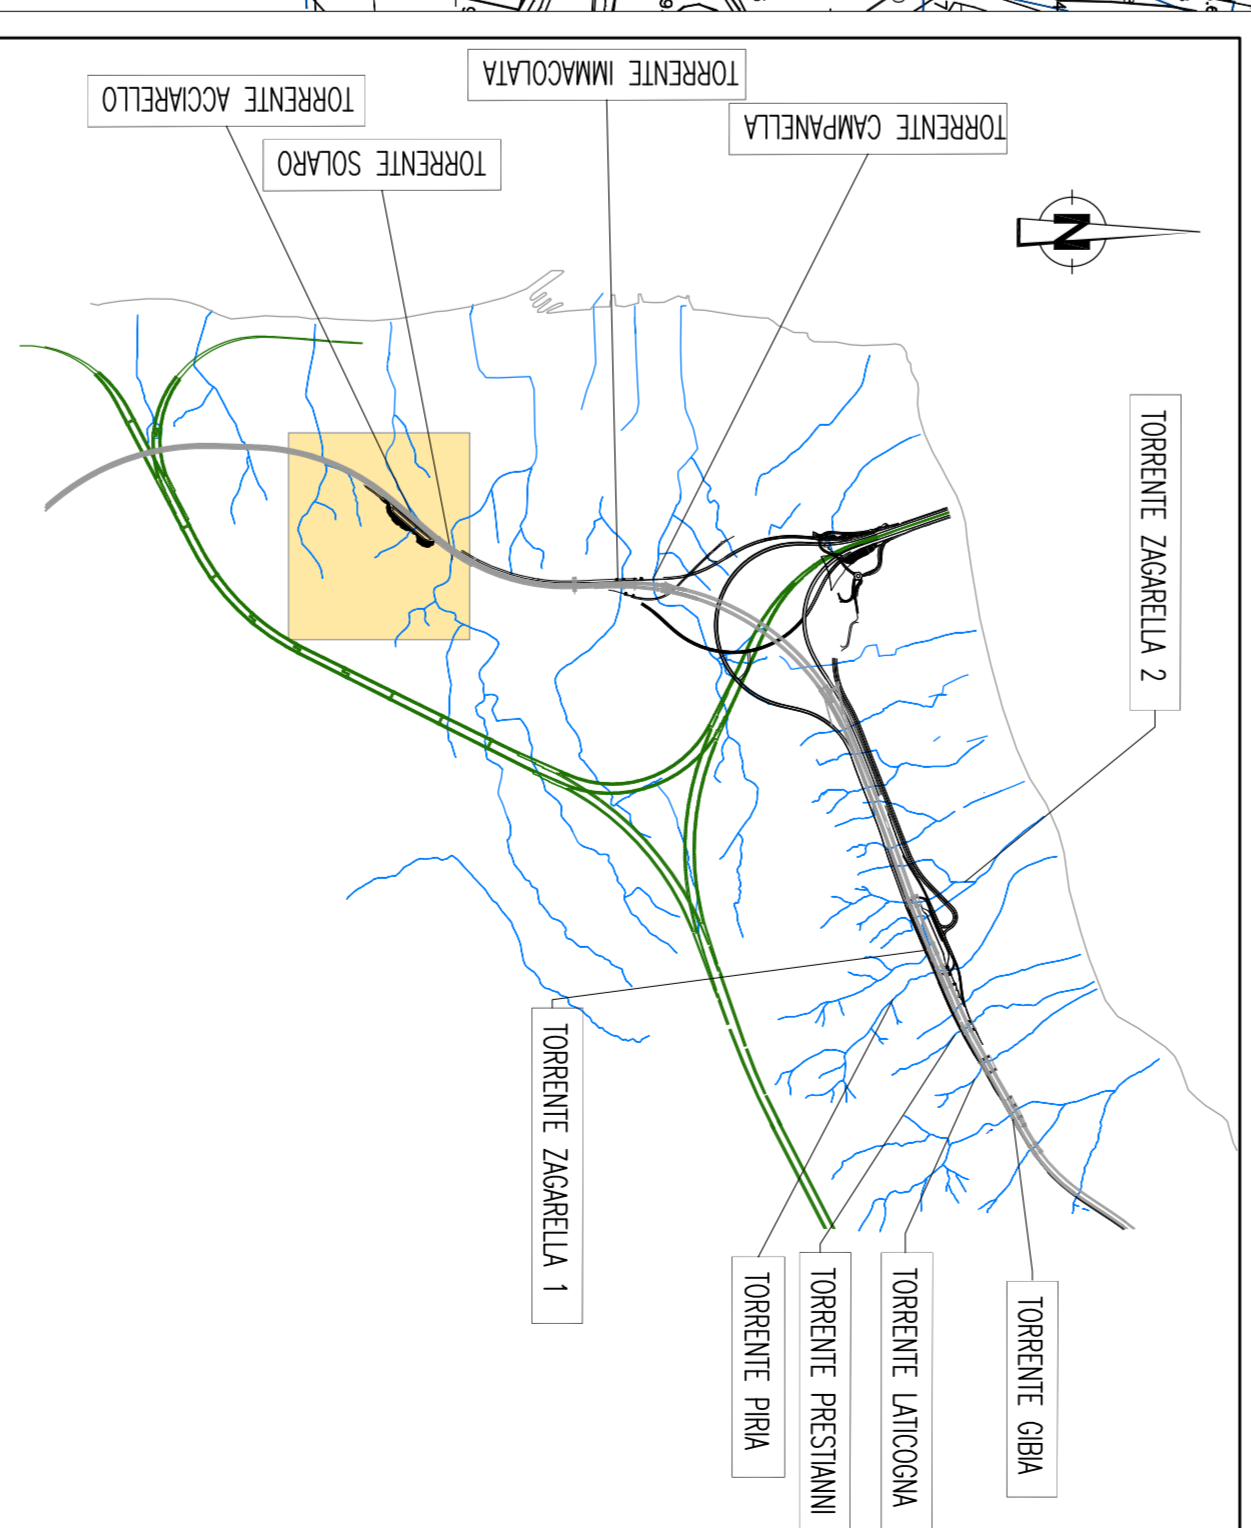 TORRENTE ACCIARELLO
TORRENTE SOLARO
TORRENTE IMMACOLATA
TORRENTE CAMPANELLA
N
TORRENTE ZAGARELLA 2
TORRENTE ZAGARELLA 1
TORRENTE PIRIA
TORRENTE PRESTIANNI
TORRENTE LATICOGNA
TORRENTE GIBIA